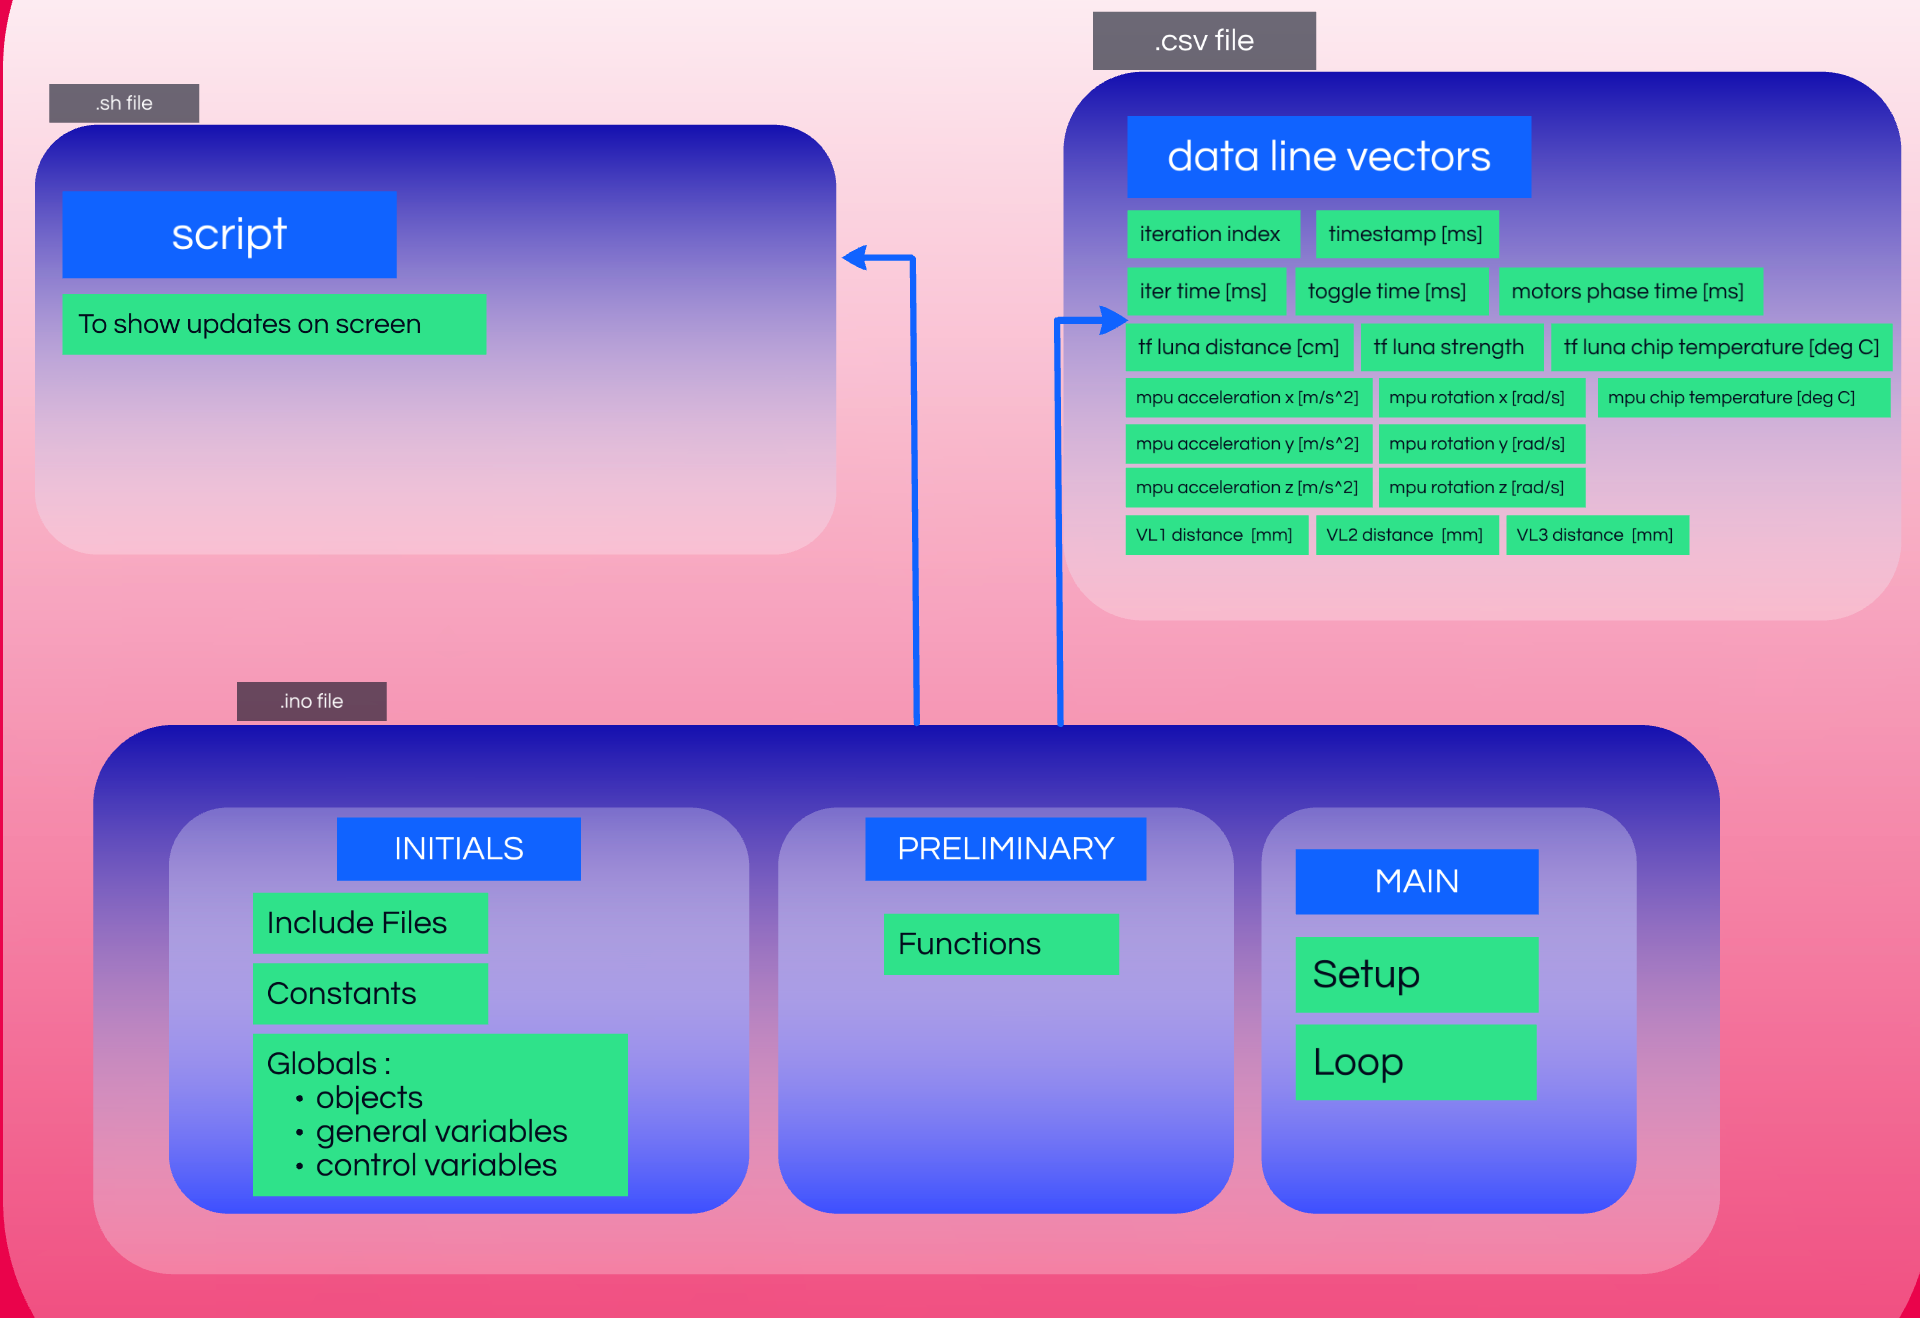 .csv file
.sh file
data line vectors
script
iteration index timestamp [ms]
iter time [ms] toggle time [ms] motors phase time [ms]
To show updates on screen
tf luna distance [cm] tf luna strength tf luna chip temperature [deg C]
mpu acceleration x [m/s^2] mpu rotation x [rad/s] mpu chip temperature [deg C]
mpu acceleration y [m/s^2] mpu rotation y [rad/s]
mpu acceleration z [m/s^2] mpu rotation z [rad/s]
VL1 distance [mm] VL2 distance [mm] VL3 distance [mm]
.ino file
INITIALS
Include Files
Constants
Globals :
• objects
• general variables
• control variables
PRELIMINARY
Functions
MAIN
Setup
Loop